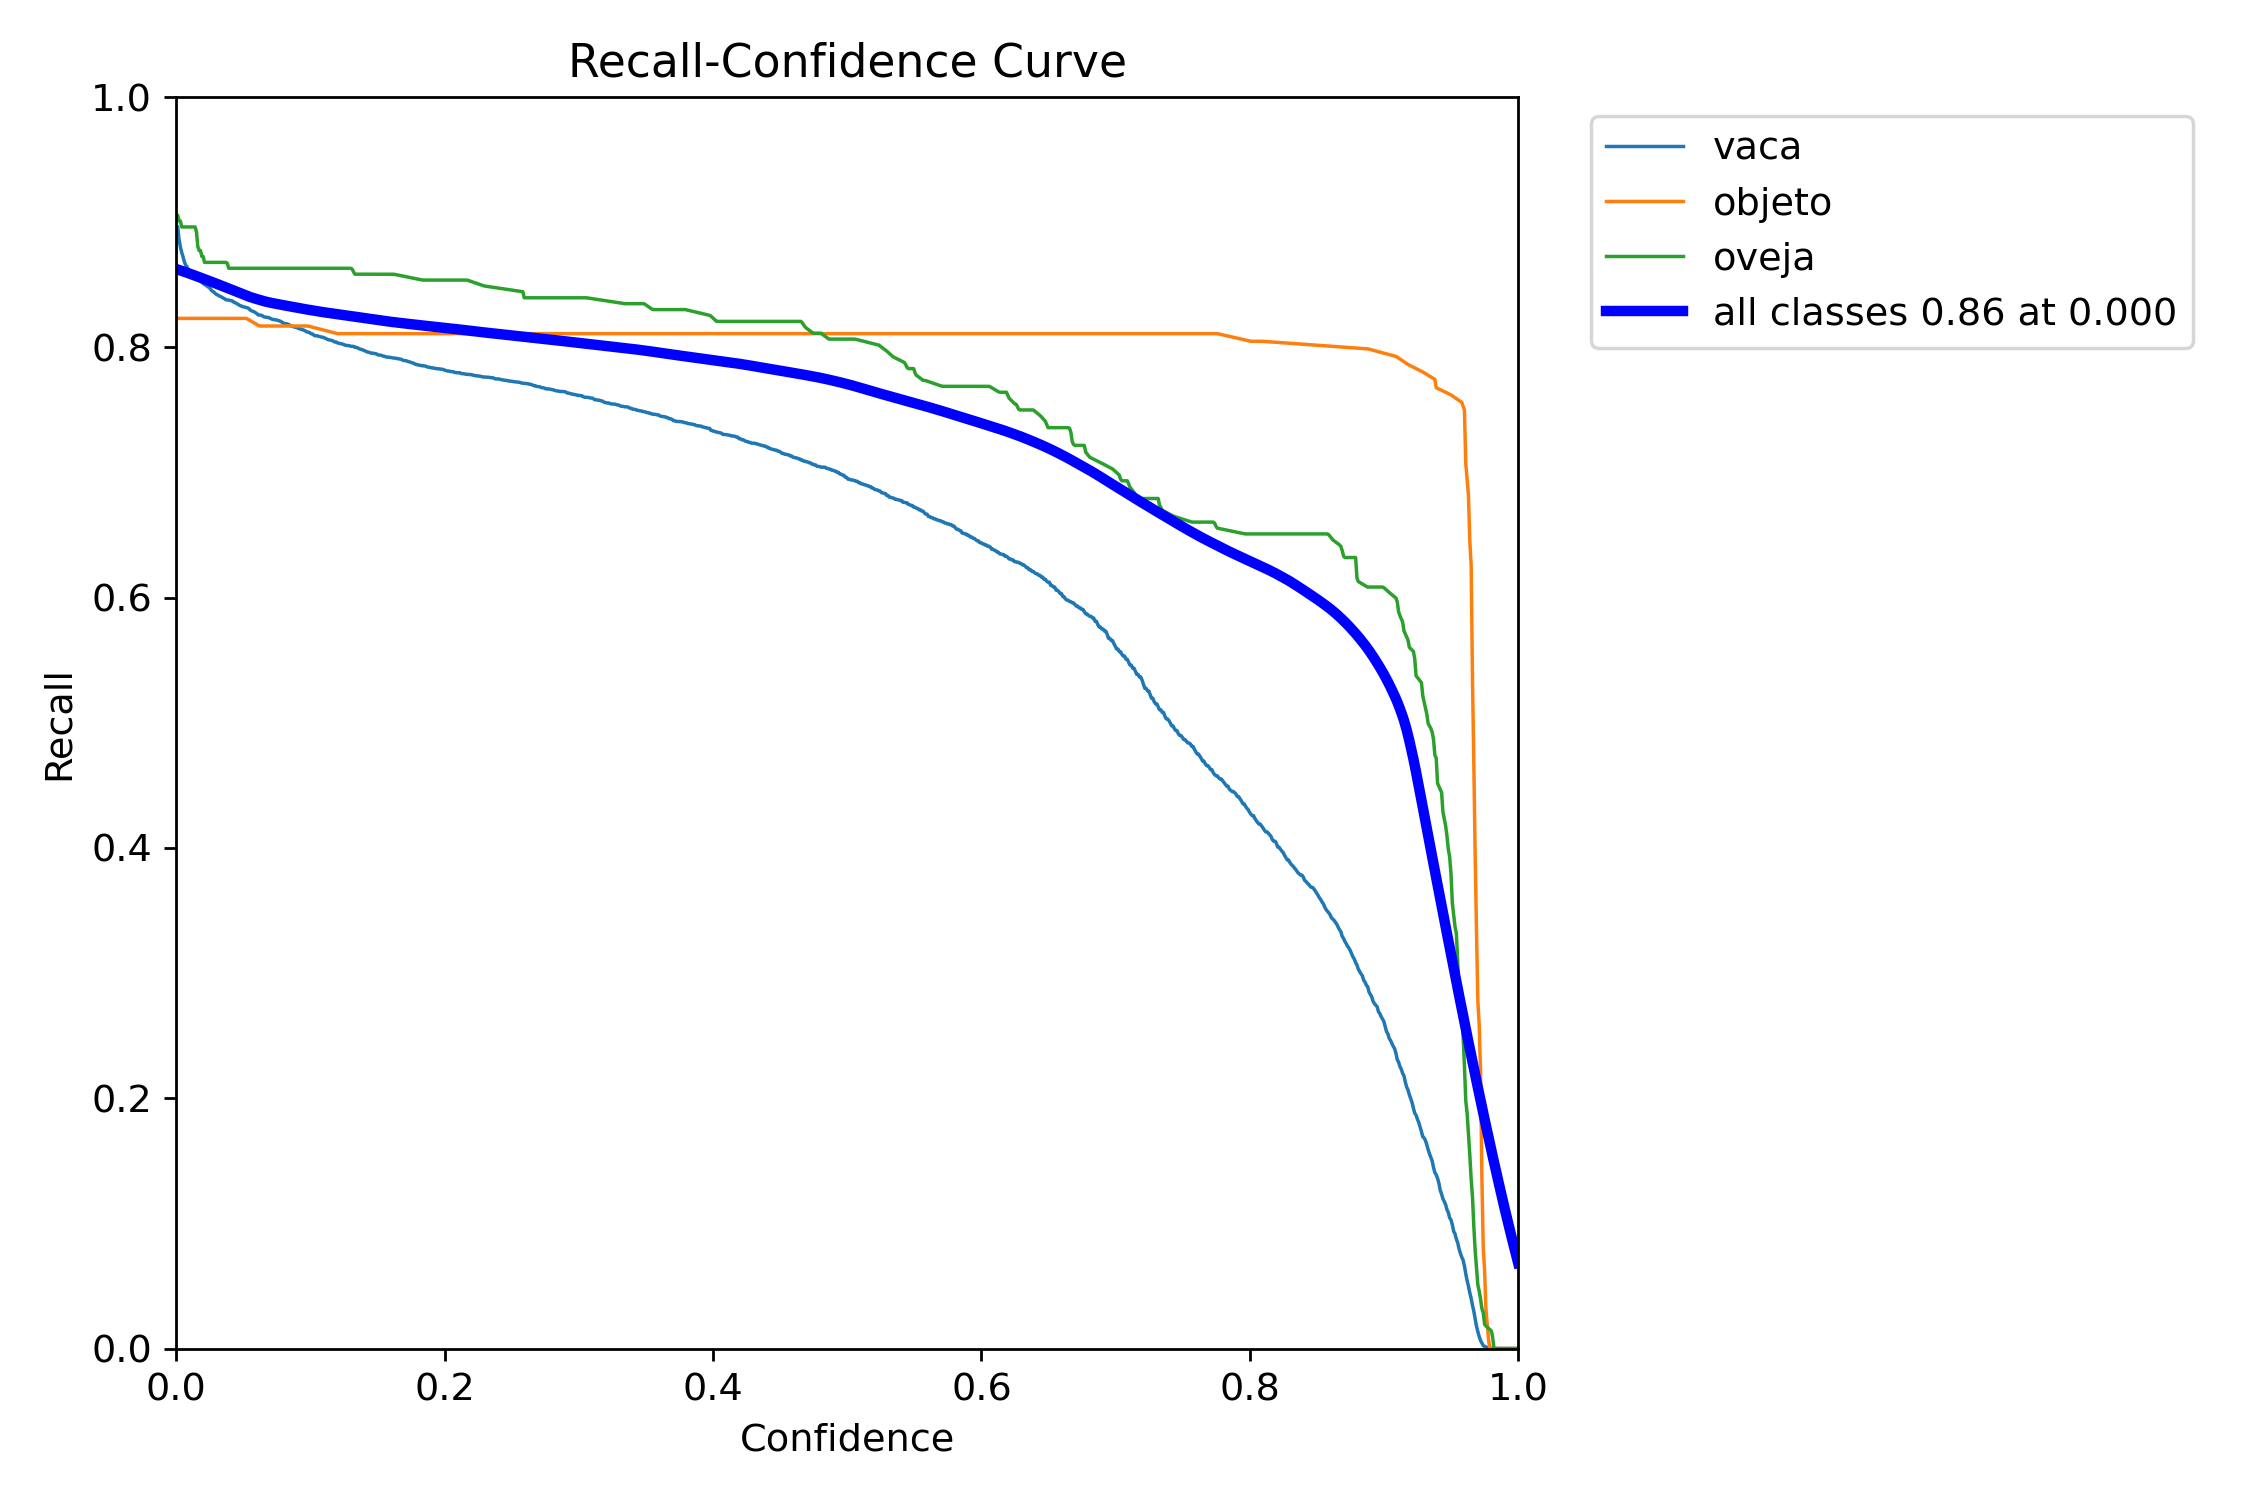 Recall-Confidence Curve
1.0
0.8
0.6
0.4
0.2
0.0
Recall
0.0 0.2 0.4 0.6 0.8 1.0
Confidence
vaca
objeto
oveja
all classes 0.86 at 0.000